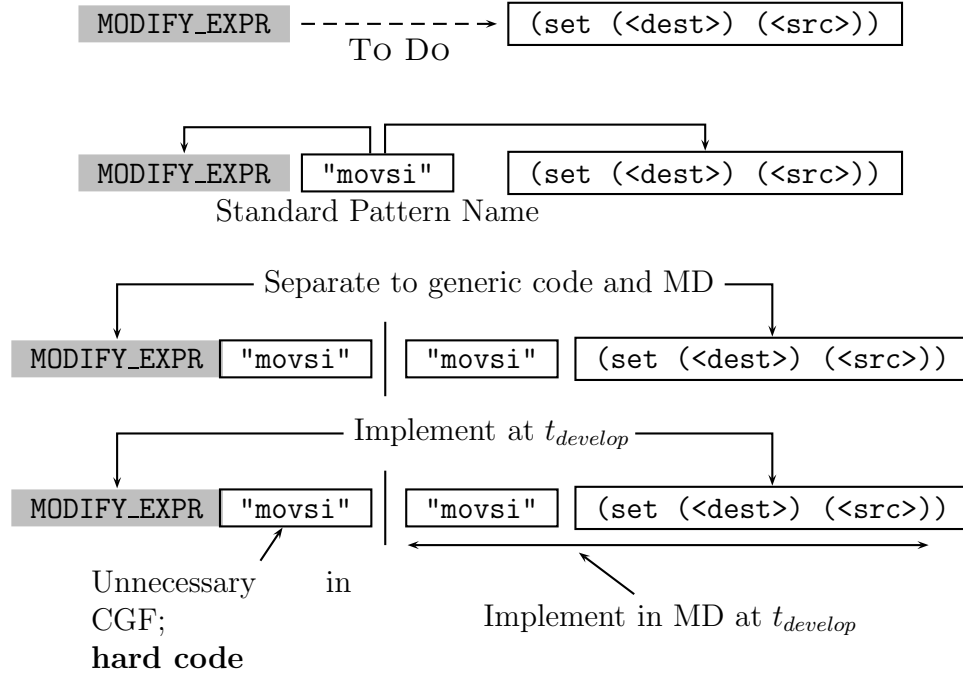 MODIFY_EXPR (set (<dest>) (<src>))
To Do
MODIFY_EXPR "movsi" (set (<dest>) (<src>))
Standard Pattern Name
Separate to generic code and MD
MODIFY_EXPR "movsi" "movsi" (set (<dest>) (<src>))
Implement at t_develop
MODIFY_EXPR "movsi" "movsi" (set (<dest>) (<src>))
Unnecessary in
CGF;
hard code
Implement in MD at t_develop